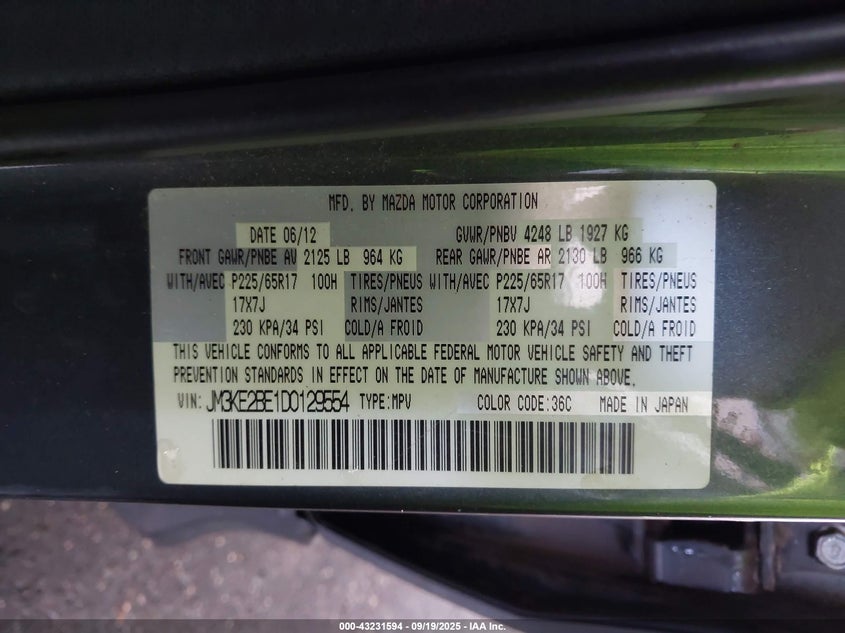 MFD. BY MAZDA MOTOR CORPORATION
DATE 06/12 GVWR/PNBV 4248 LB 1927 KG
FRONT GAWR/PNBE AV 2125 LB 964 KG REAR GAWR/PNBE AR 2130 LB 966 KG
WITH/AVEC P225/65R17 100H TIRES/PNEUS WITH/AVEC P225/65R17 100H TIRES/PNEUS
17X7J RIMS/JANTES 17X7J RIMS/JANTES
230 KPA/34 PSI COLD/A FROID 230 KPA/34 PSI COLD/A FROID
THIS VEHICLE CONFORMS TO ALL APPLICABLE FEDERAL MOTOR VEHICLE SAFETY AND THEFT
PREVENTION STANDARDS IN EFFECT ON THE DATE OF MANUFACTURE SHOWN ABOVE.
VIN: JM3KE2BE1D0129554 TYPE:MPV COLOR CODE:36C MADE IN JAPAN
000-43231594 - 09/19/2025 - IAA Inc.